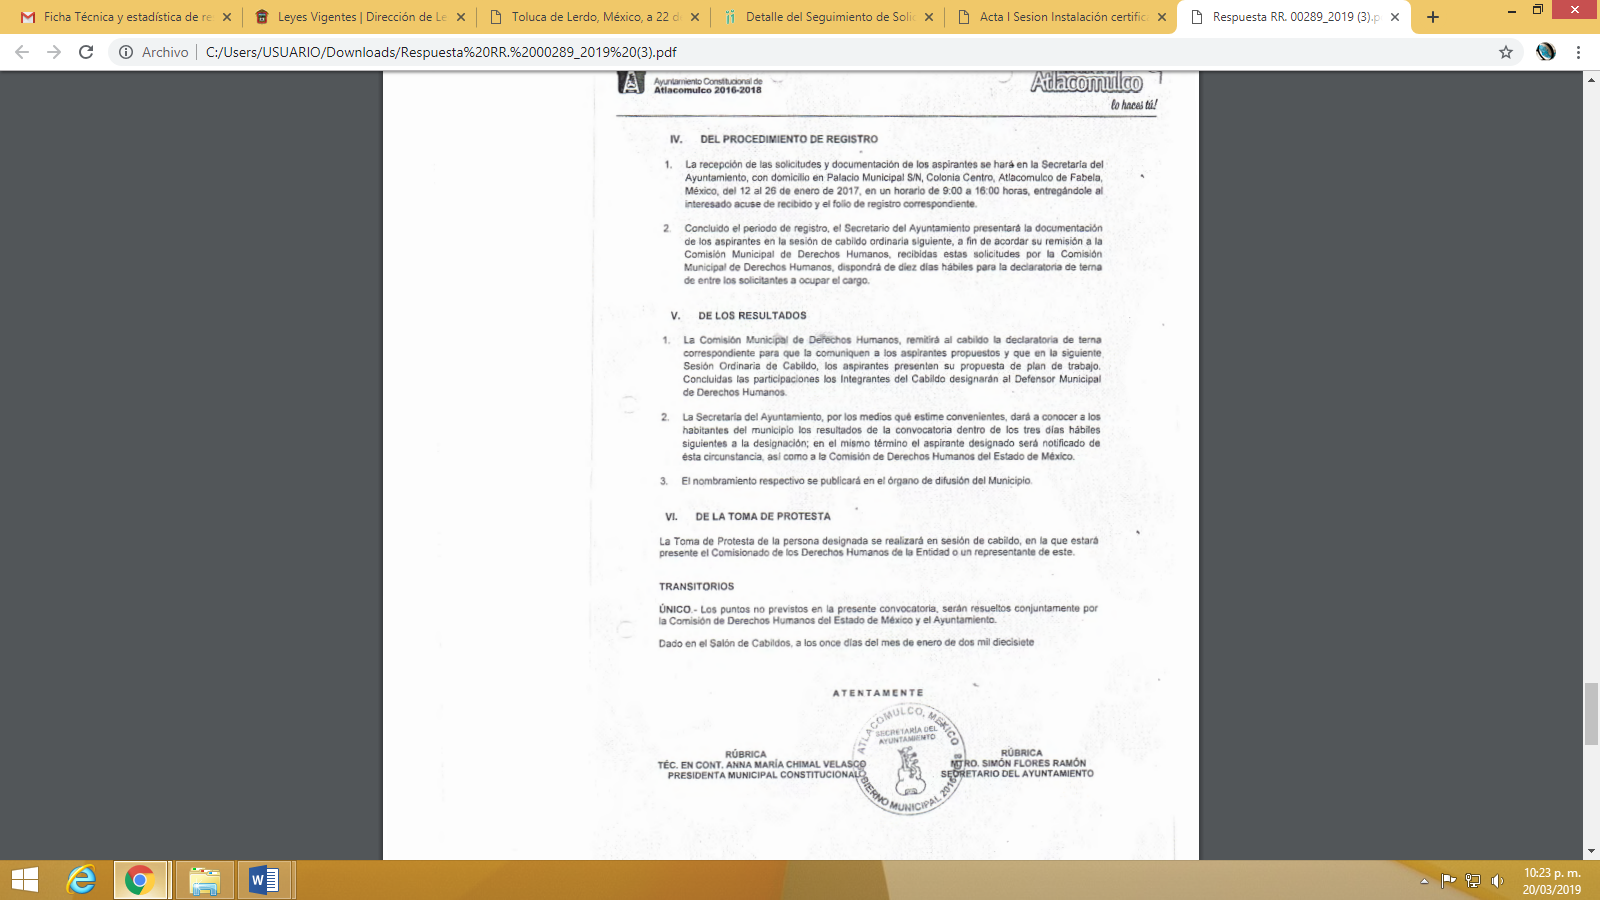 Ficha Técnica y estadística de re
Leyes Vigentes | Dirección de Le
Toluca de Lerdo, México, a 22 d
Detalle del Seguimiento de Solic
Acta I Sesion Instalación certific
Respuesta RR. 00289_2019 (3).p
Archivo | C:/Users/USUARIO/Downloads/Respuesta%20RR.%2000289_2019%20(3).pdf
Ayuntamiento Constitucional de
Atlacomulco 2016-2018
Atlacomulco
lo haces tú!
IV. DEL PROCEDIMIENTO DE REGISTRO
1. La recepción de las solicitudes y documentación de los aspirantes se hará en la Secretaría del
Ayuntamiento, con domicilio en Palacio Municipal S/N, Colonia Centro, Atlacomulco de Fabela,
México, del 12 al 26 de enero de 2017, en un horario de 9:00 a 16:00 horas, entregándole al
interesado acuse de recibido y el folio de registro correspondiente.
2. Concluido el periodo de registro, el Secretario del Ayuntamiento presentará la documentación
de los aspirantes en la sesión de cabildo ordinaria siguiente, a fin de acordar su remisión a la
Comisión Municipal de Derechos Humanos, recibidas estas solicitudes por la Comisión
Municipal de Derechos Humanos, dispondrá de diez días hábiles para la declaratoria de terna
de entre los solicitantes a ocupar el cargo.
V. DE LOS RESULTADOS
1. La Comisión Municipal de Derechos Humanos, remitirá al cabildo la declaratoria de terna
correspondiente para que la comuniquen a los aspirantes propuestos y que en la siguiente
Sesión Ordinaria de Cabildo, los aspirantes presentan su propuesta de plan de trabajo.
Concluidas las participaciones los Integrantes del Cabildo designarán al Defensor Municipal
de Derechos Humanos.
2. La Secretaría del Ayuntamiento, por los medios qué estime convenientes, dará a conocer a los
habitantes del municipio los resultados de la convocatoria dentro de los tres días hábiles
siguientes a la designación; en el mismo término el aspirante designado será notificado de
ésta circunstancia, así como a la Comisión de Derechos Humanos del Estado de México.
3. El nombramiento respectivo se publicará en el órgano de difusión del Municipio.
VI. DE LA TOMA DE PROTESTA
La Toma de Protesta de la persona designada se realizará en sesión de cabildo, en la que estará
presente el Comisionado de los Derechos Humanos de la Entidad o un representante de este.
TRANSITORIOS
ÚNICO.- Los puntos no previstos en la presente convocatoria, serán resueltos conjuntamente por
la Comisión de Derechos Humanos del Estado de México y el Ayuntamiento.
Dado en el Salón de Cabildos, a los once días del mes de enero de dos mil diecisiete
ATENTAMENTE
ATLACOMULCO, MEXICO
SECRETARÍA DEL
AYUNTAMIENTO
GOBIERNO MUNICIPAL
RÚBRICA
TÉC. EN CONT. ANNA MARÍA CHIMAL VELASCO
PRESIDENTA MUNICIPAL CONSTITUCIONAL
RÚBRICA
MTRO. SIMÓN FLORES RAMÓN
SECRETARIO DEL AYUNTAMIENTO
10:23 p. m.
20/03/2019